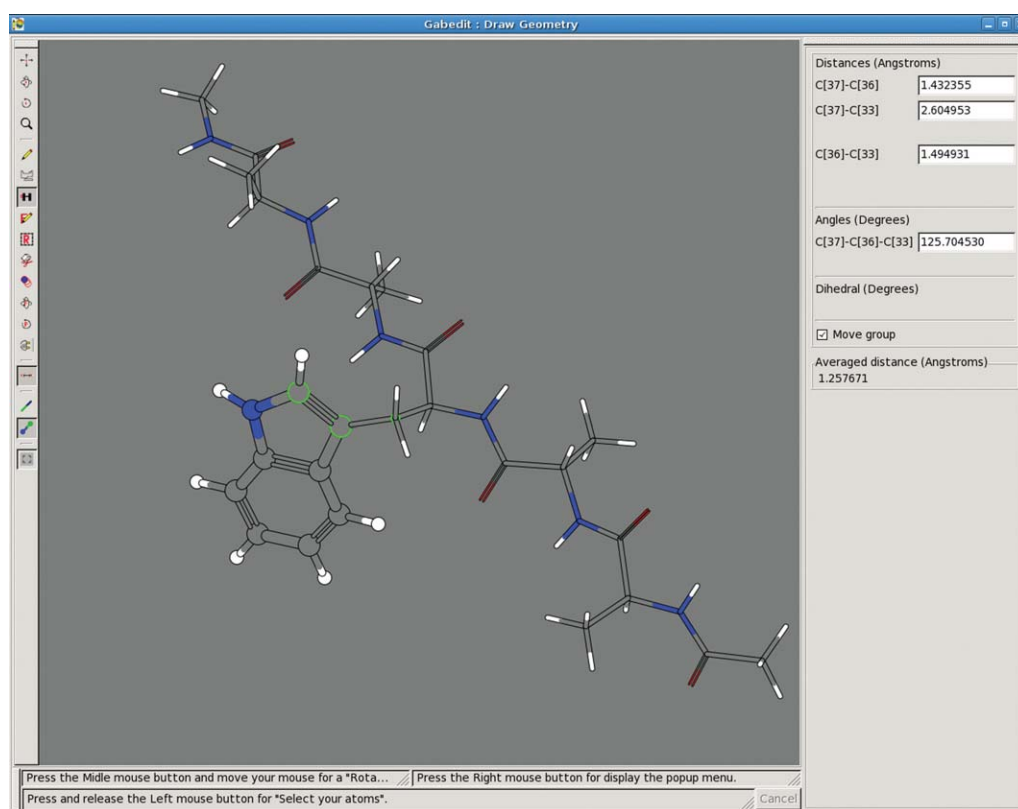 Gabedit : Draw Geometry
Distances (Angstroms)
C[37]-C[36] 1.432355
C[37]-C[33] 2.604953
C[36]-C[33] 1.494931
Angles (Degrees)
C[37]-C[36]-C[33] 125.704530
Dihedral (Degrees)
Move group
Averaged distance (Angstroms)
1.257671
Press the Midle mouse button and move your mouse for a "Rota... Press the Right mouse button for display the popup menu.
Press and release the Left mouse button for "Select your atoms". Cancel